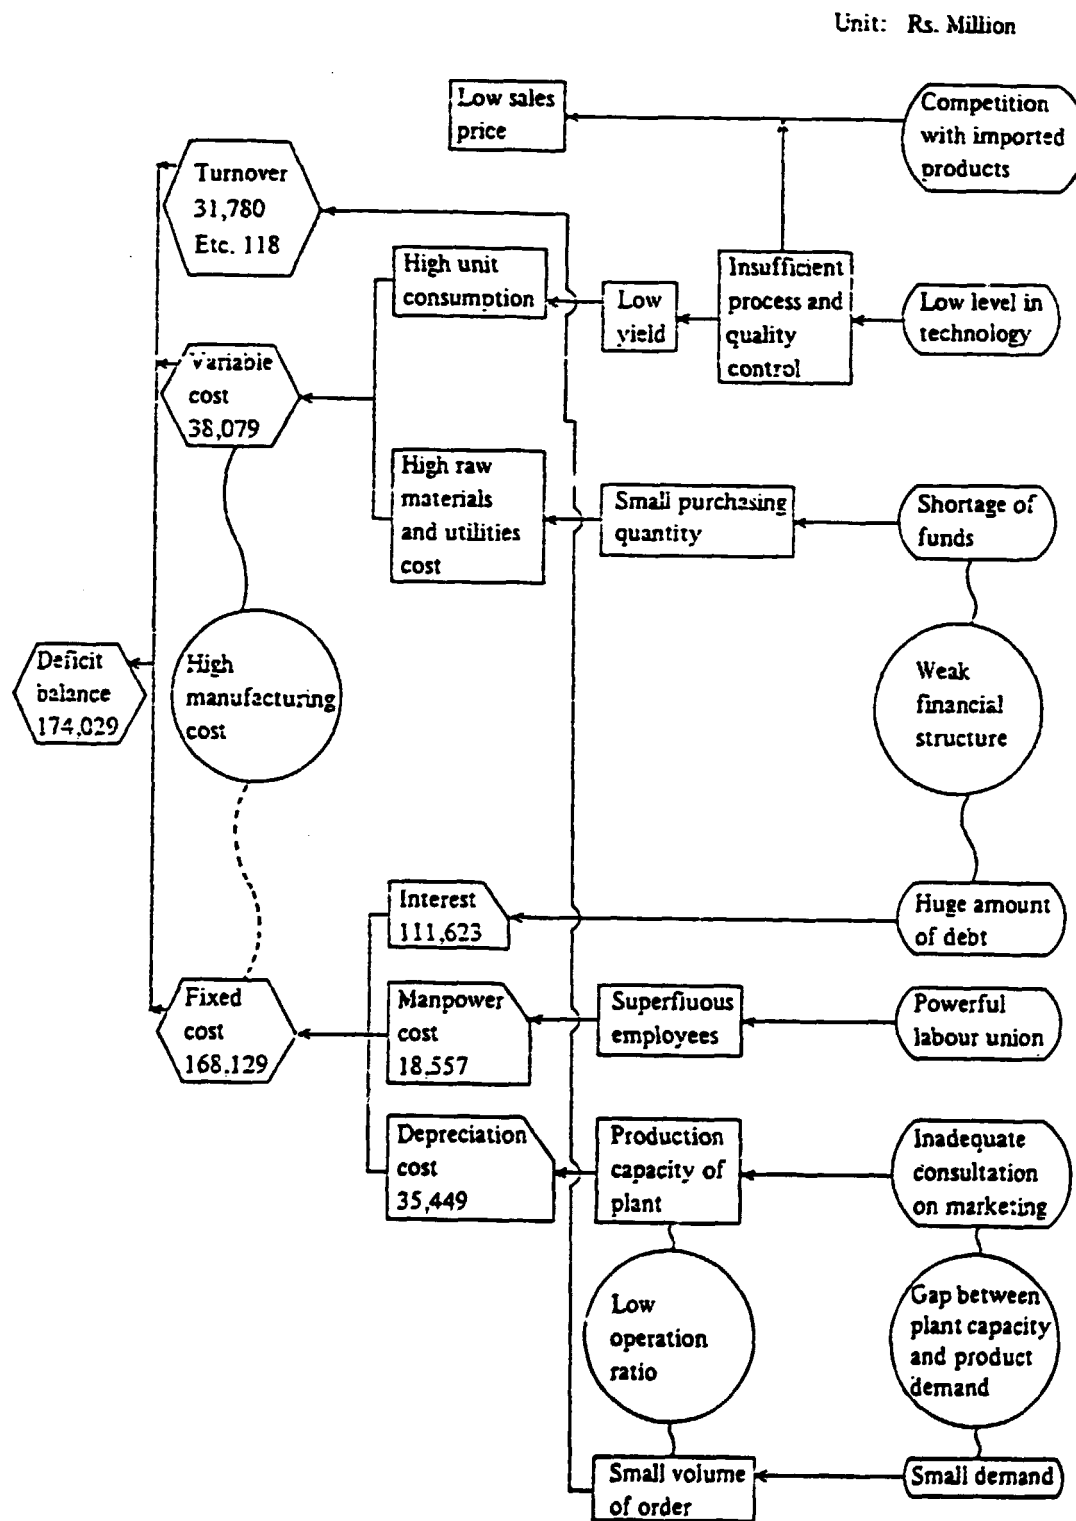 Unit: Rs. Million
Low sales
price
Competition
with imported
products
Turnover
31,780
Etc. 118
High unit
consumption
Low
yield
Insufficient
process and
quality
control
Low level in
technology
Variable
cost
38,079
High raw
materials
and utilities
cost
Small purchasing
quantity
Shortage of
funds
Deficit
balance
174,029
High
manufacturing
cost
Weak
financial
structure
Interest
111,623
Huge amount
of debt
Fixed
cost
168,129
Manpower
cost
18,557
Superfluous
employees
Powerful
labour union
Depreciation
cost
35,449
Production
capacity of
plant
Inadequate
consultation
on marketing
Low
operation
ratio
Gap between
plant capacity
and product
demand
Small volume
of order
Small demand